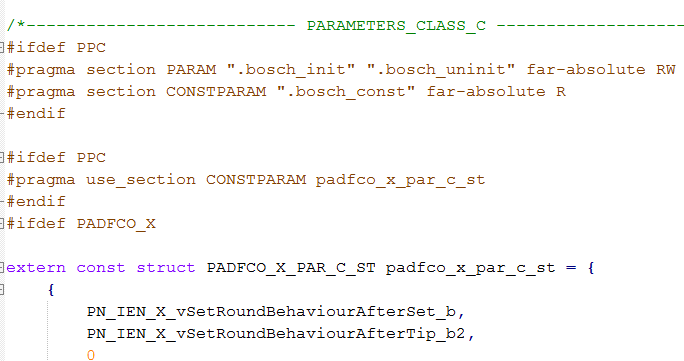 /*---------------------------- PARAMETERS_CLASS_C -------------------
#ifdef PPC
#pragma section PARAM ".bosch_init" ".bosch_uninit" far-absolute RW
#pragma section CONSTPARAM ".bosch_const" far-absolute R
#endif
#ifdef PPC
#pragma use_section CONSTPARAM padfco_x_par_c_st
#endif
#ifdef PADFCO_X
extern const struct PADFCO_X_PAR_C_ST padfco_x_par_c_st = {
{
PN_IEN_X_vSetRoundBehaviourAfterSet_b,
PN_IEN_X_vSetRoundBehaviourAfterTip_b2,
0